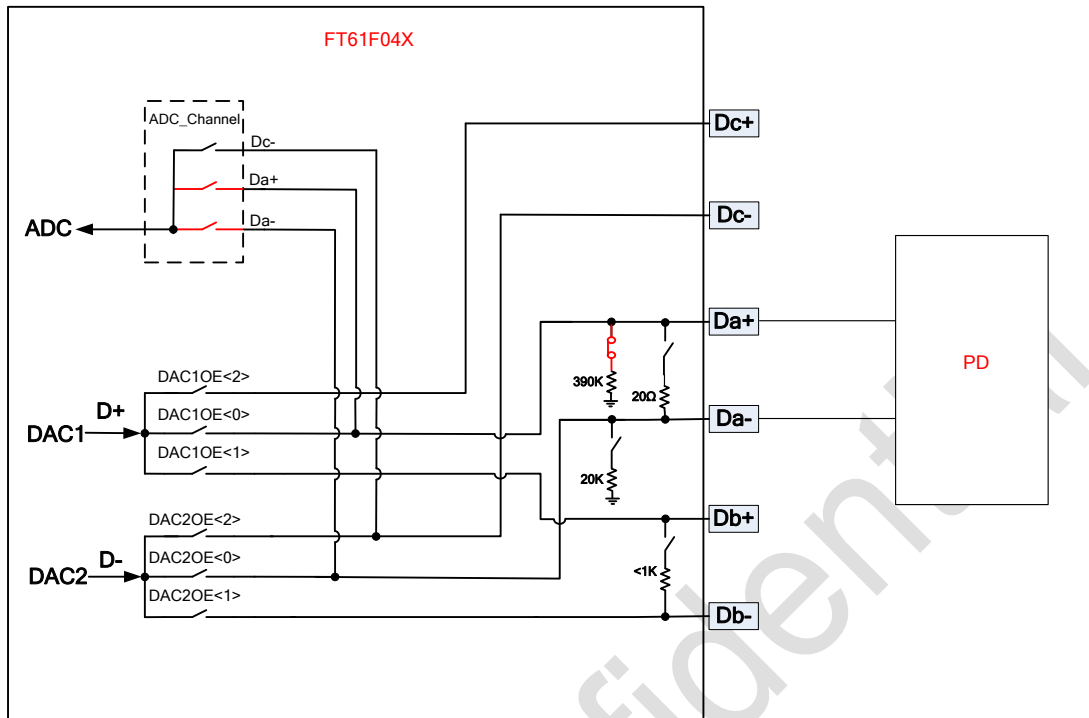 FT61F04X
ADC_Channel
Dc-
Da+
Da-
ADC
Dc+
Dc-
Da+
Da-
Db+
Db-
PD
390K
20Ω
20K
<1K
DAC1OE<2>
D+
DAC1
DAC1OE<0>
DAC1OE<1>
DAC2OE<2>
D-
DAC2
DAC2OE<0>
DAC2OE<1>